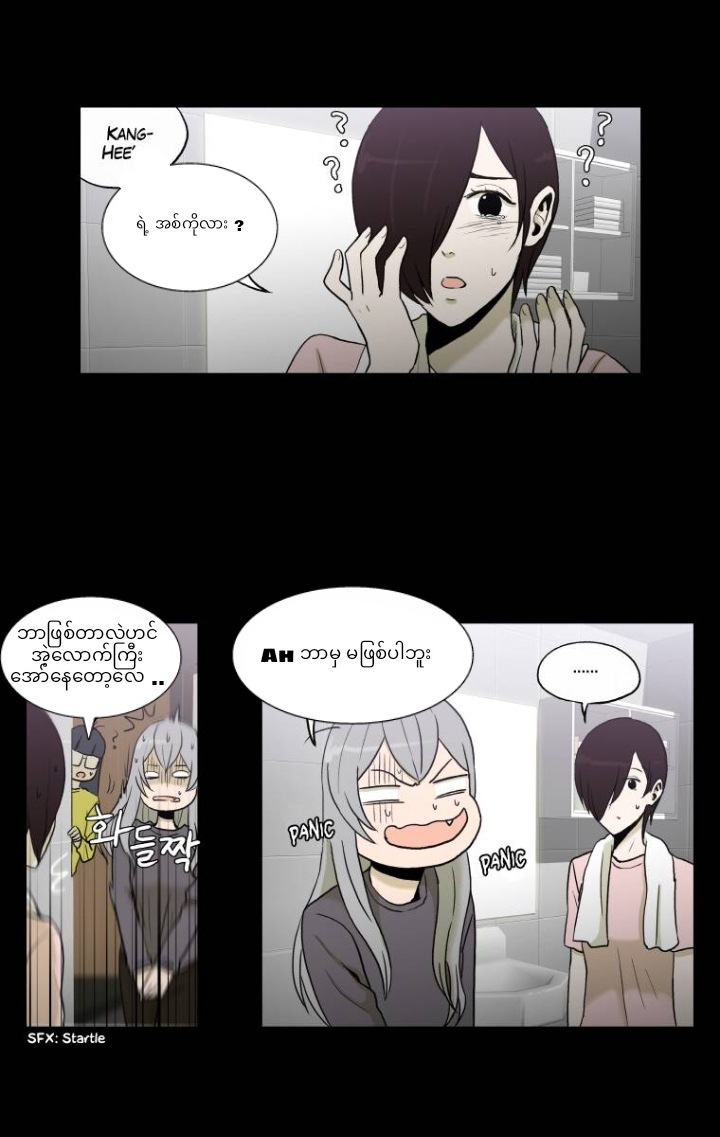 KANG-
HEE'
?
?
?
?
ရဲ့ အစ်ကိုလား ?
ဘာဖြစ်တာလဲဟင်
အဲ့လောက်ကြီး
အော်နေတော့လေ ..
AH ဘာမှ မဖြစ်ပါဘူး
......
화들짝
PANIC
PANIC
SFX: Startle